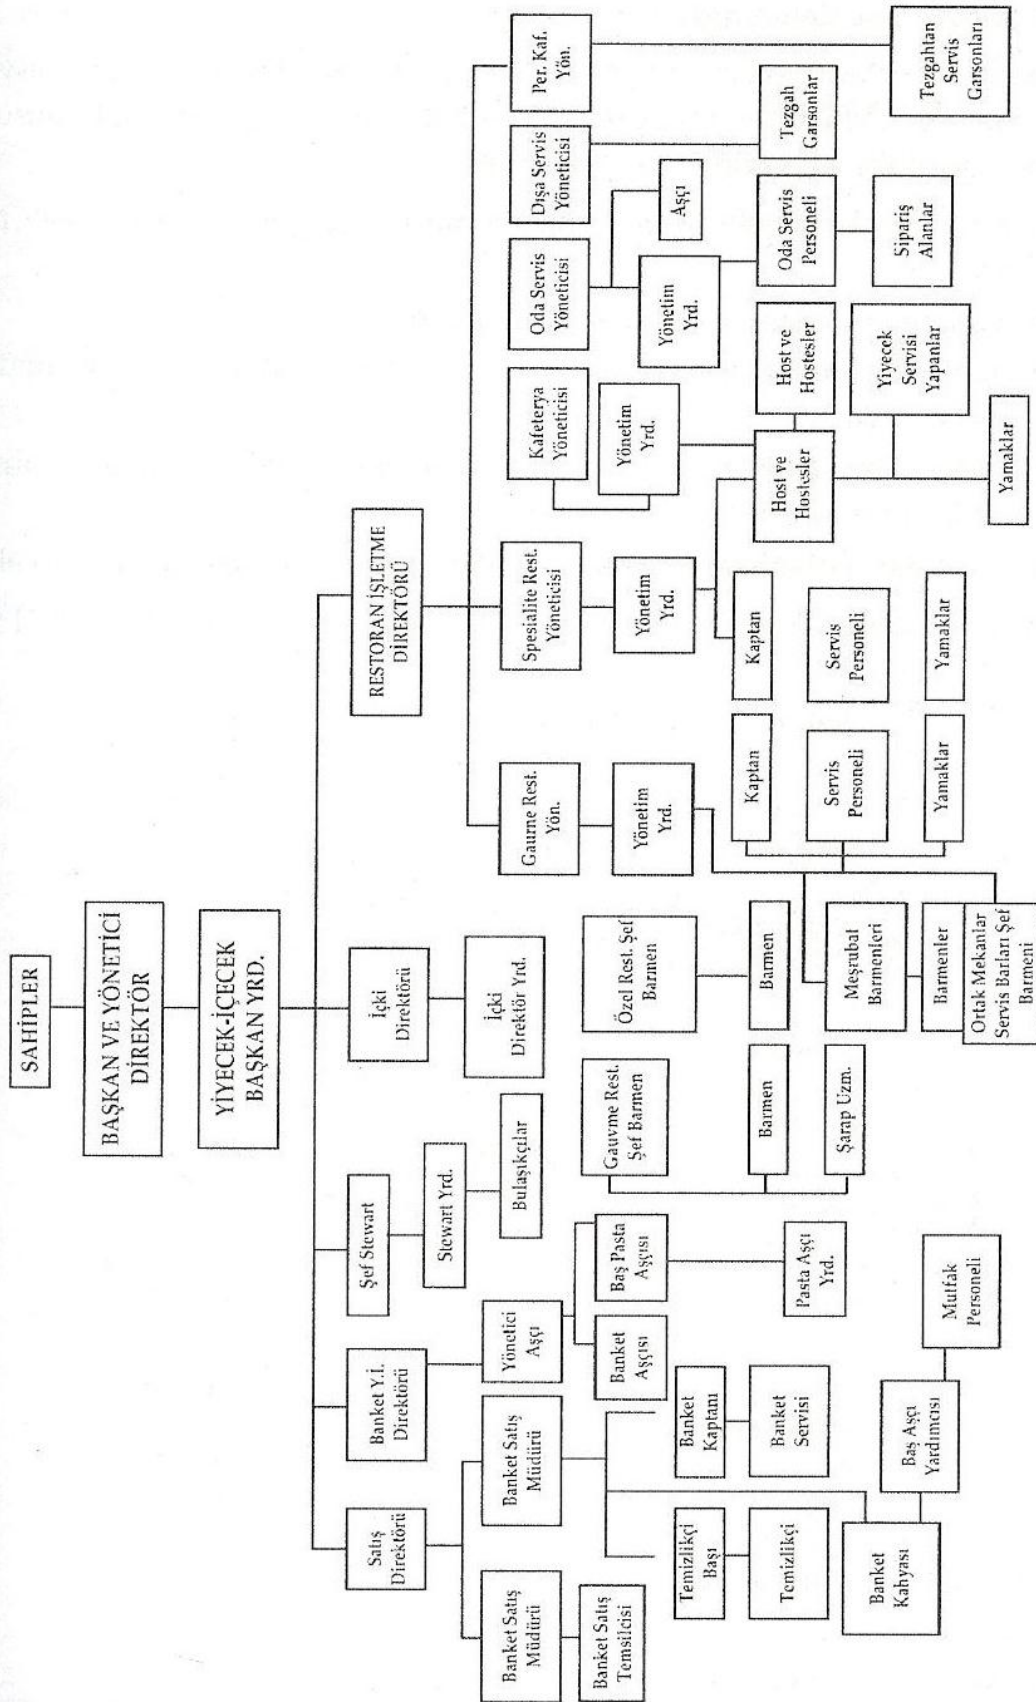 SAHİPLER
BAŞKAN VE YÖNETİCİ
DİREKTÖR
YİYECEK-İÇECEK
BAŞKAN YRD.
Satış
Direktörü
Banket Y.İ.
Direktörü
Şef Stewart
İçki
Direktörü
RESTORAN İŞLETME
DİREKTÖRÜ
Stewart Yrd.
İçki
Direktör Yrd.
Bulaşıkçılar
Banket Satış
Müdürü
Banket Satış
Müdürü
Yönetici
Aşçı
Gaurne Rest.
Yön.
Spesialite Rest.
Yöneticisi
Kafeterya
Yöneticisi
Oda Servis
Yöneticisi
Dışa Servis
Yöneticisi
Per. Kaf.
Yön.
Banket Satış
Temsilcisi
Banket
Aşçısı
Baş Pasta
Aşçısı
Gauvme Rest.
Şef Barmen
Özel Rest. Şef
Barmen
Yönetim
Yrd.
Yönetim
Yrd.
Yönetim
Yrd.
Yönetim
Yrd.
Aşçı
Temizlikçi
Başı
Banket
Kaptanı
Temizlikçi
Banket
Servisi
Pasta Aşçı
Yrd.
Barmen
Barmen
Kaptan
Kaptan
Host ve
Hostesler
Host ve
Hostesler
Oda Servis
Personeli
Tezgah
Garsonlar
Banket
Kahyası
Baş Aşçı
Yardımcısı
Mutfak
Personeli
Şarap Uzm.
Meşrubat
Barmenleri
Servis
Personeli
Servis
Personeli
Yiyecek
Servisi
Yapanlar
Sipariş
Alanlar
Tezgahtan
Servis
Garsonları
Barmenler
Yamaklar
Yamaklar
Yamaklar
Ortak Mekanlar
Servis Barları Şef
Barmeni